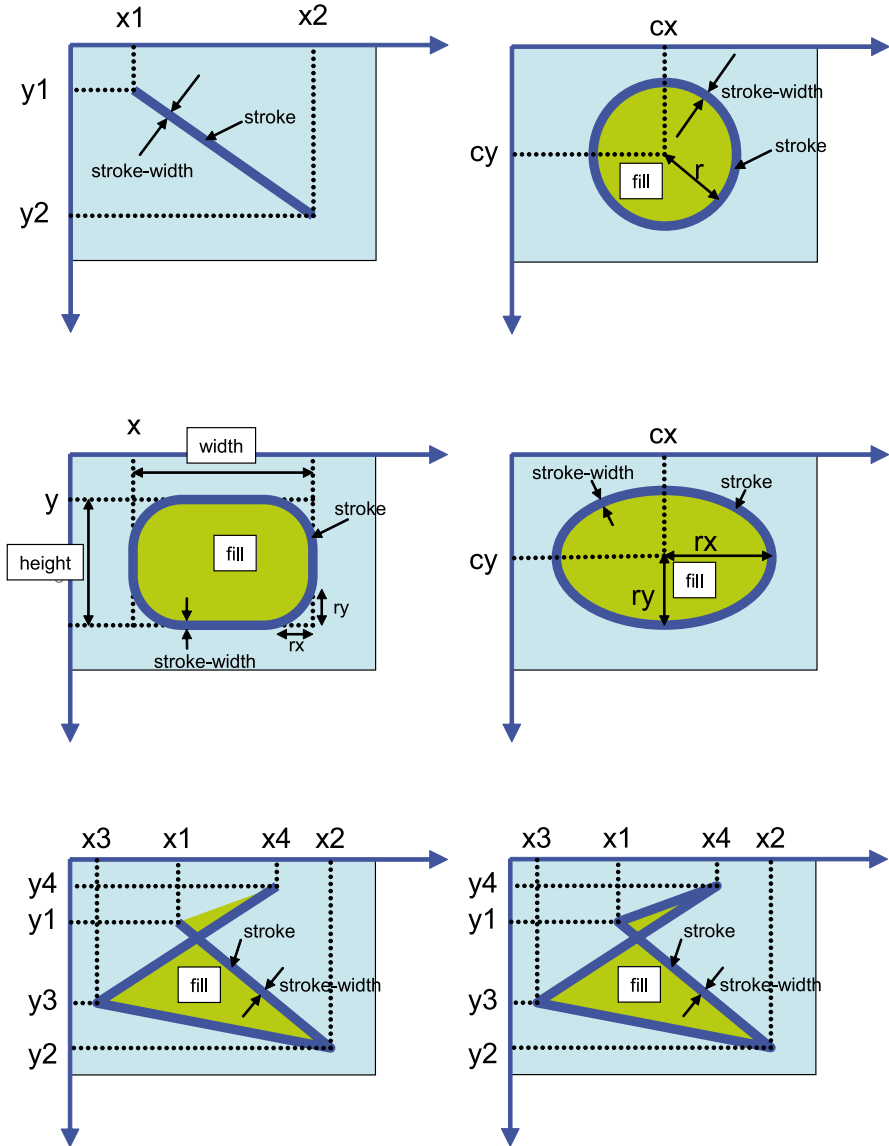 x1
x2
y1
stroke
stroke-width
y2
cx
stroke-width
cy
stroke
r
fill
x
width
y
stroke
height
fill
ry
rx
stroke-width
cx
stroke-width
stroke
rx
cy
fill
ry
x3 x1 x4 x2
y4
y1
stroke
fill
stroke-width
y3
y2
x3 x1 x4 x2
y4
y1
stroke
fill
stroke-width
y3
y2